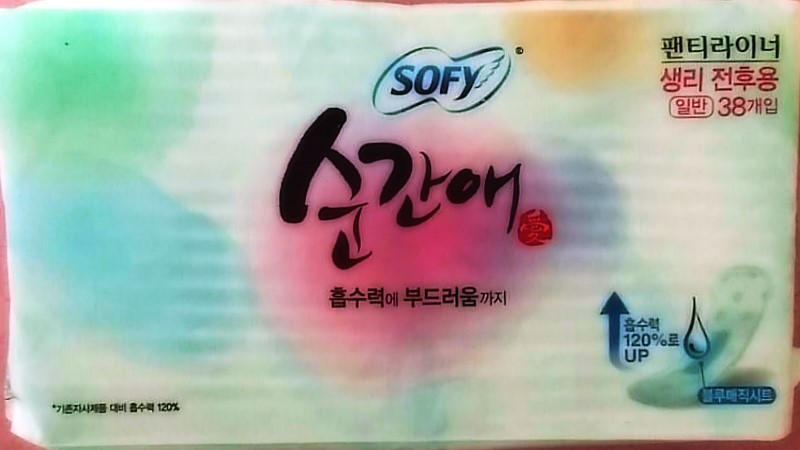 SOFY
순간애
愛
흡수력에 부드러움까지
팬티라이너
생리 전후용
일반 38개입
흡수력
120%로
UP
블루매직시트
*기존자사제품 대비 흡수력 120%